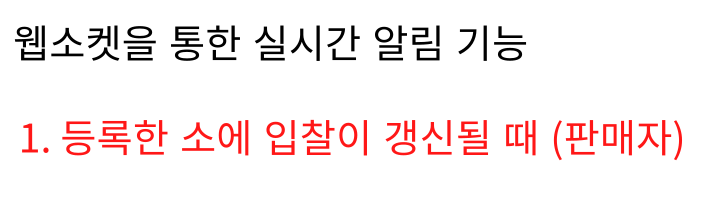 웹소켓을 통한 실시간 알림 기능
1. 등록한 소에 입찰이 갱신될 때 (판매자)